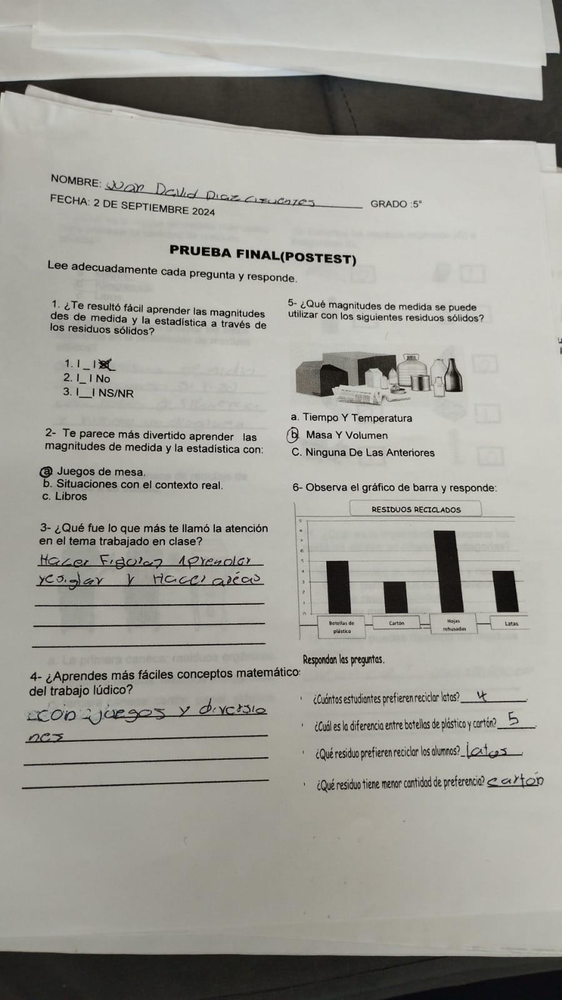 NOMBRE: Juan David Diaz Cifuentes
FECHA: 2 DE SEPTIEMBRE 2024
GRADO :5°
PRUEBA FINAL(POSTEST)
Lee adecuadamente cada pregunta y responde.
1. ¿Te resultó fácil aprender las magnitudes
des de medida y la estadística a través de
los residuos sólidos?
1. I _ I
2. I_ I No
3. I__I NS/NR
2- Te parece más divertido aprender las
magnitudes de medida y la estadística con:
a Juegos de mesa.
b. Situaciones con el contexto real.
c. Libros
3- ¿Qué fue lo que más te llamó la atención
en el tema trabajado en clase?
Hacer Figuras Aprender
y Hacer aréas
4- ¿Aprendes más fáciles conceptos matemático
del trabajo lúdico?
con juegos y diversio
nes
5- ¿Qué magnitudes de medida se puede
utilizar con los siguientes residuos sólidos?
a. Tiempo Y Temperatura
b. Masa Y Volumen
C. Ninguna De Las Anteriores
6- Observa el gráfico de barra y responde:
RESIDUOS RECICLADOS
9
8
7
6
5
4
3
2
1
0
Botellas de
plástico
Cartón
Hojas
rehusadas
Latas
Respondan las preguntas.
¿Cuántos estudiantes prefieren reciclar latas? 4
¿Cuál es la diferencia entre botellas de plástico y cartón? 5.
¿Qué residuo prefieren reciclar los alumnos? latas.
¿Qué residuo tiene menor cantidad de preferencia? cartón